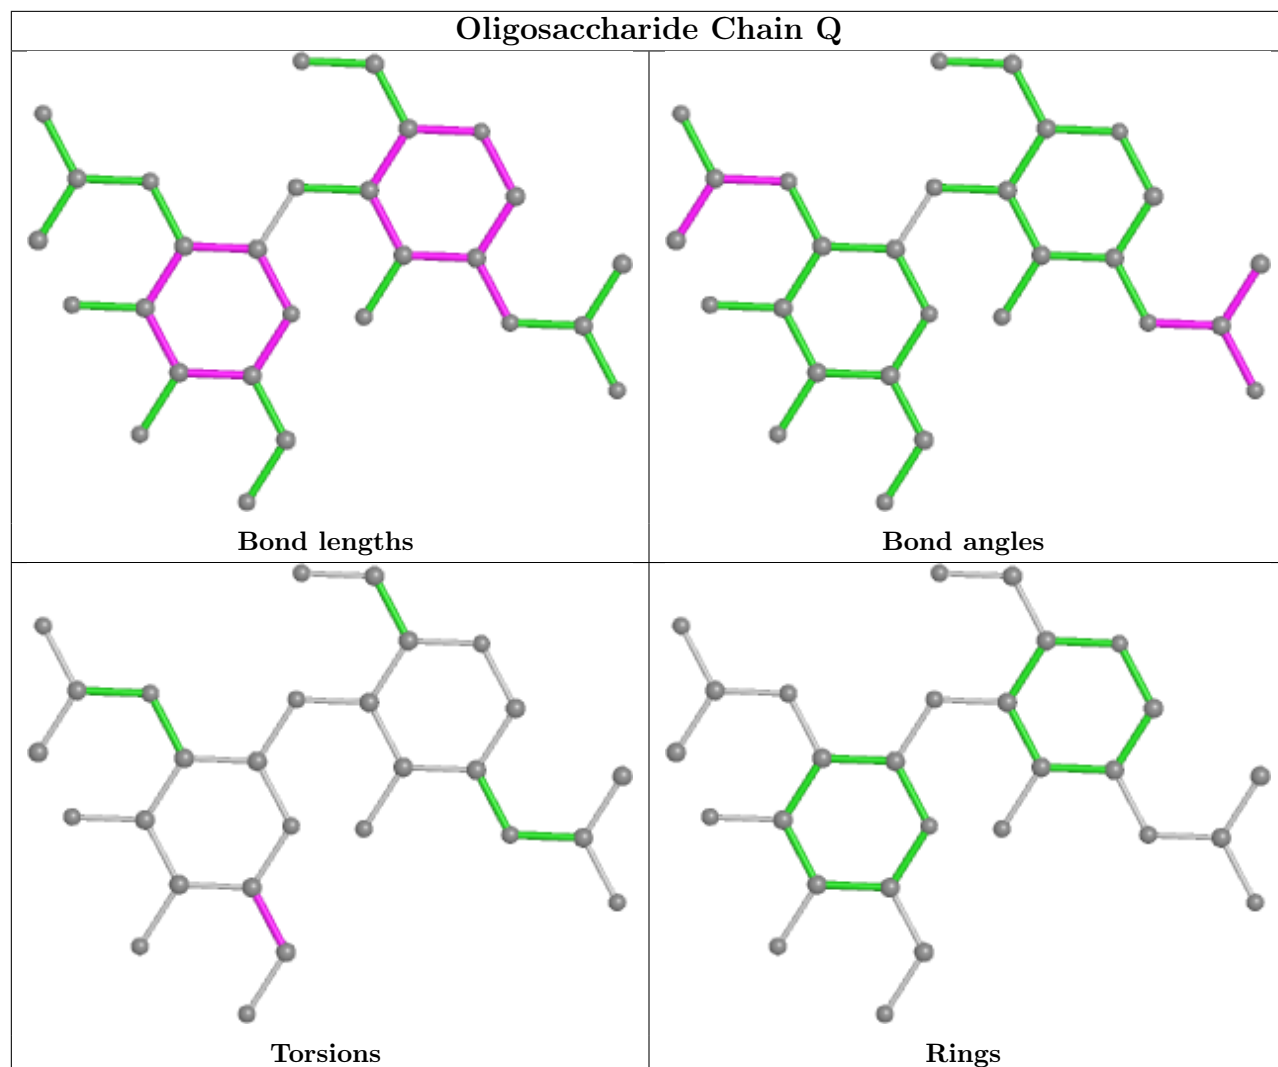 Oligosaccharide Chain Q
Bond lengths
Bond angles
Torsions
Rings